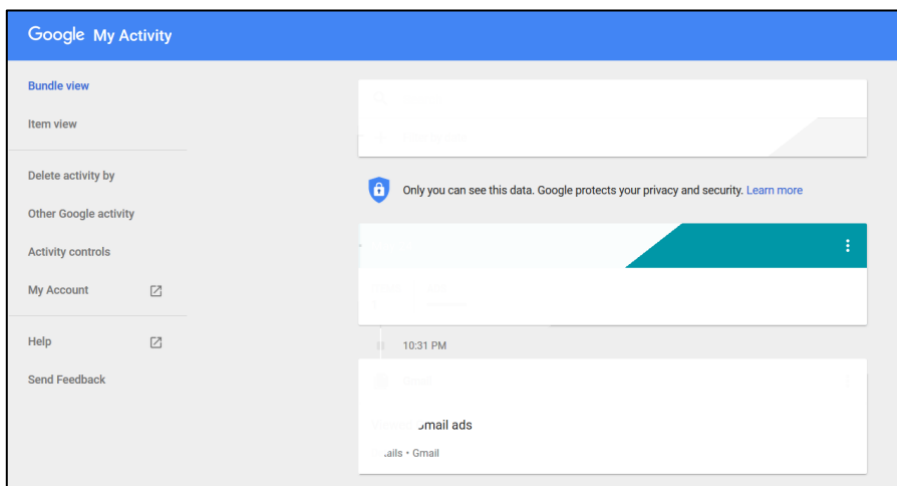 Google My Activity
Bundle view
Item view
Delete activity by
Other Google activity
Activity controls
My Account
Help
Send Feedback
Only you can see this data. Google protects your privacy and security. Learn more
10:31 PM
ads
• Gmail